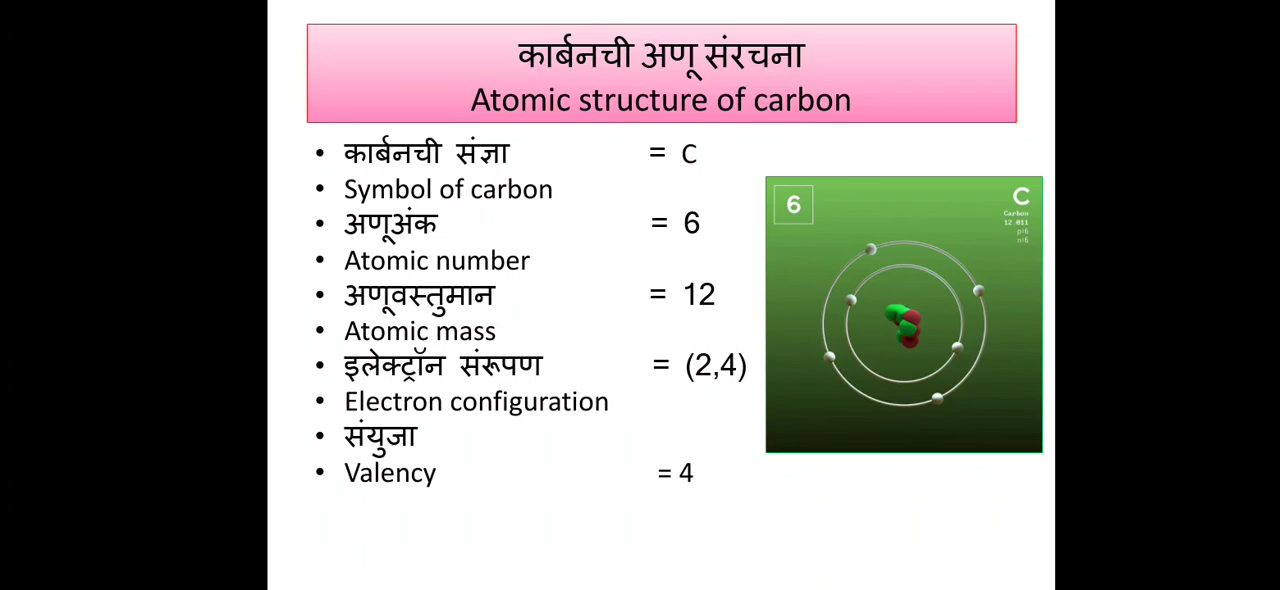 कार्बनची अणू संरचना
Atomic structure of carbon
• कार्बनची संज्ञा = C
• Symbol of carbon
• अणूअंक = 6
• Atomic number
• अणूवस्तुमान = 12
• Atomic mass
• इलेक्ट्रॉन संरूपण = (2,4)
• Electron configuration
• संयुजा
• Valency = 4
6
C
Carbon
12.011
p=6
n=6